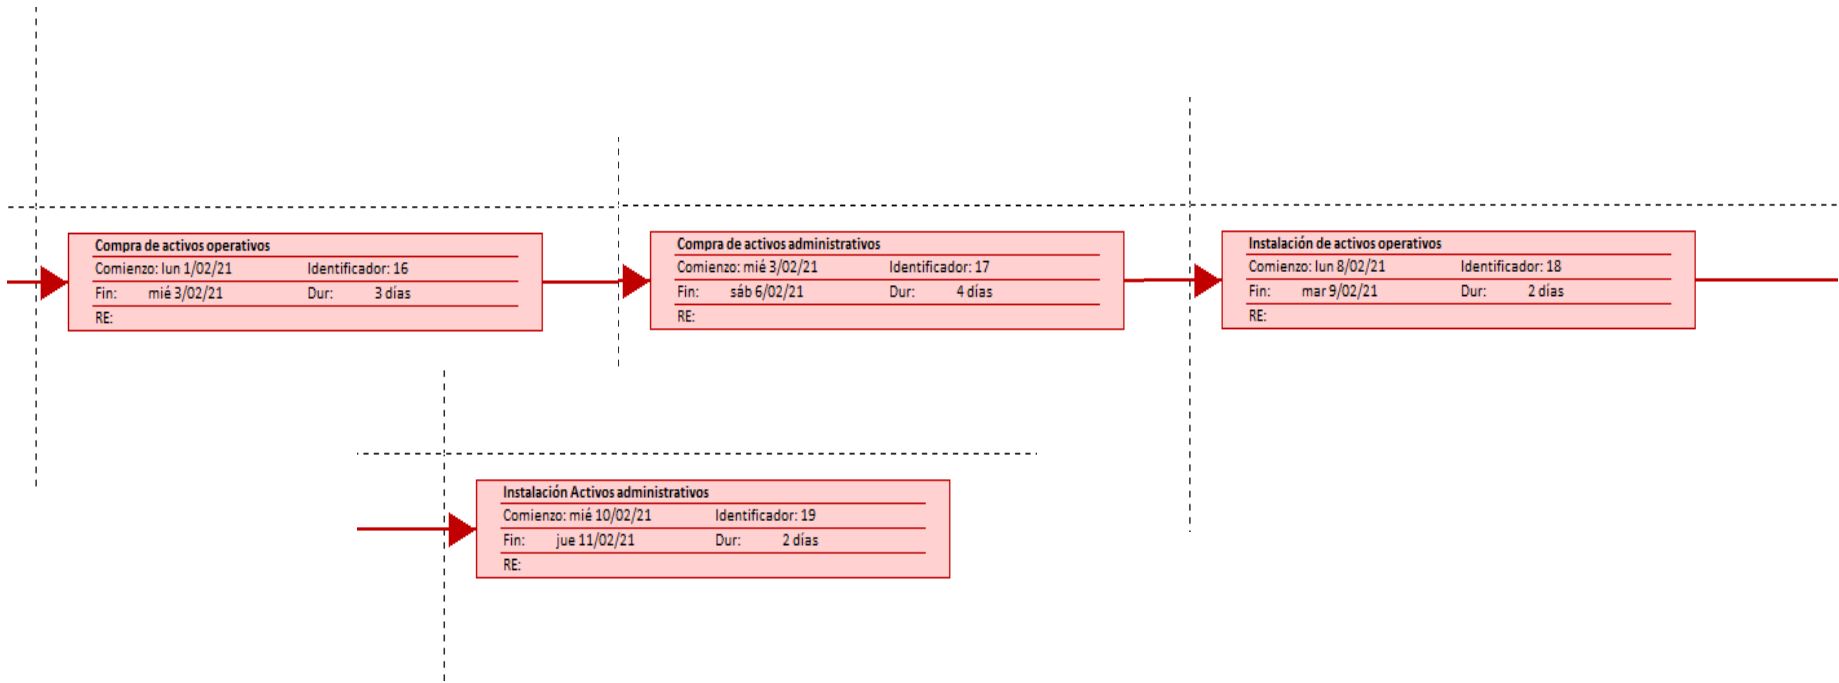 Compra de activos operativos
Comienzo: lun 1/02/21 Identificador: 16
Fin: mié 3/02/21 Dur: 3 días
RE:
Compra de activos administrativos
Comienzo: mié 3/02/21 Identificador: 17
Fin: sáb 6/02/21 Dur: 4 días
RE:
Instalación de activos operativos
Comienzo: lun 8/02/21 Identificador: 18
Fin: mar 9/02/21 Dur: 2 días
RE:
Instalación Activos administrativos
Comienzo: mié 10/02/21 Identificador: 19
Fin: jue 11/02/21 Dur: 2 días
RE: